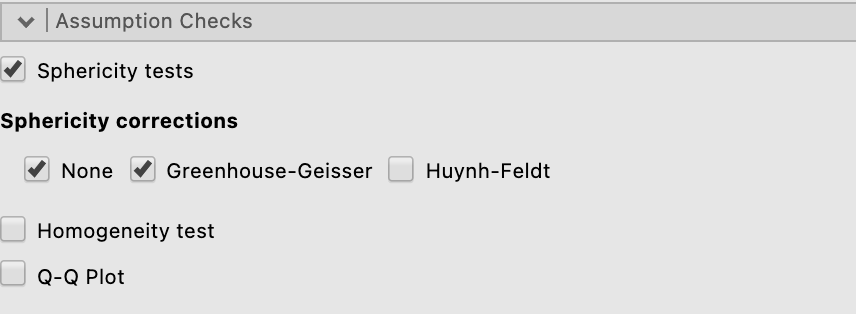 Assumption Checks
Sphericity tests
Sphericity corrections
None Greenhouse-Geisser Huynh-Feldt
Homogeneity test
Q-Q Plot